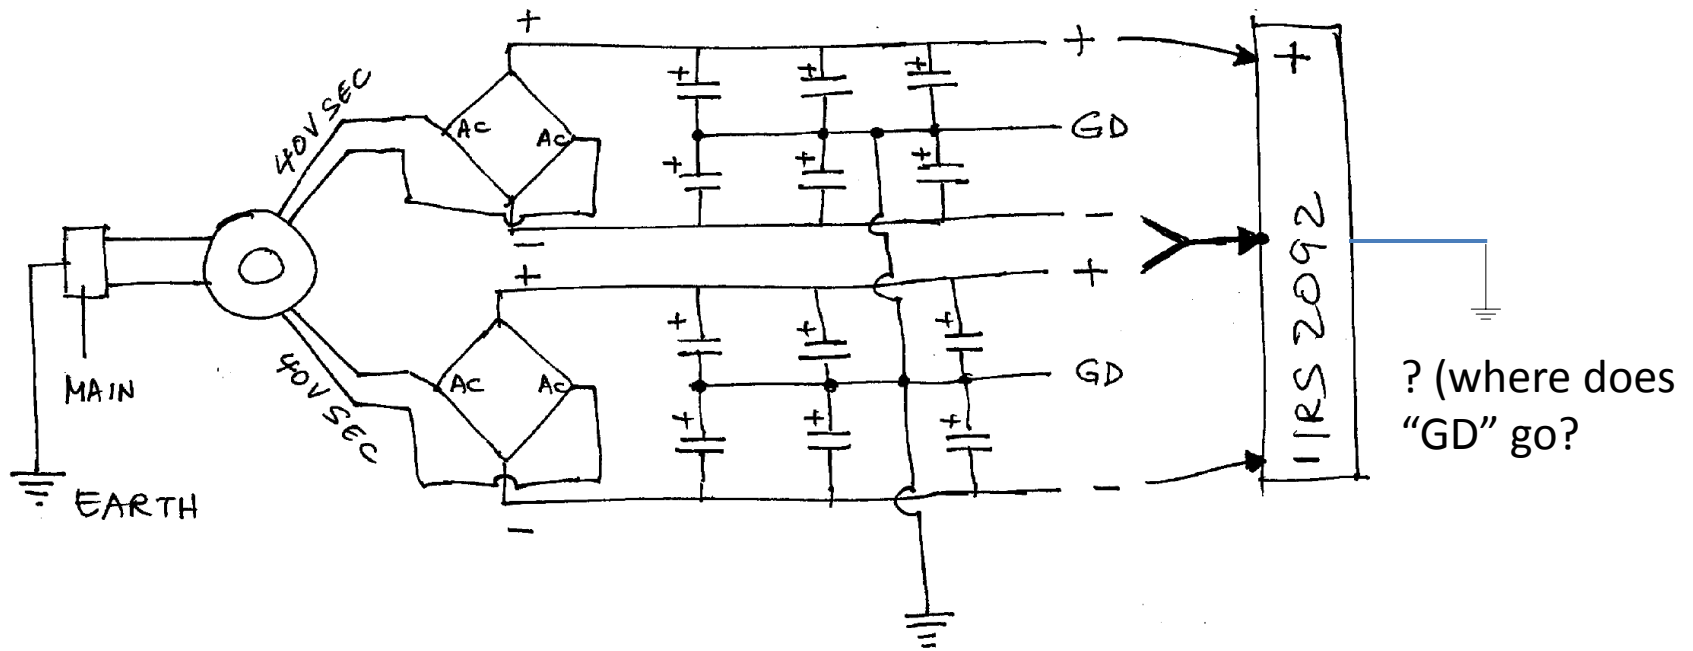 +
40V SEC
AC AC
+ + +
+ + +
-
+ +
GD
-
MAIN
EARTH
40V SEC
+
AC AC
+ + +
+ + +
-
+
GD
-
IRS 2092
? (where does
“GD” go?